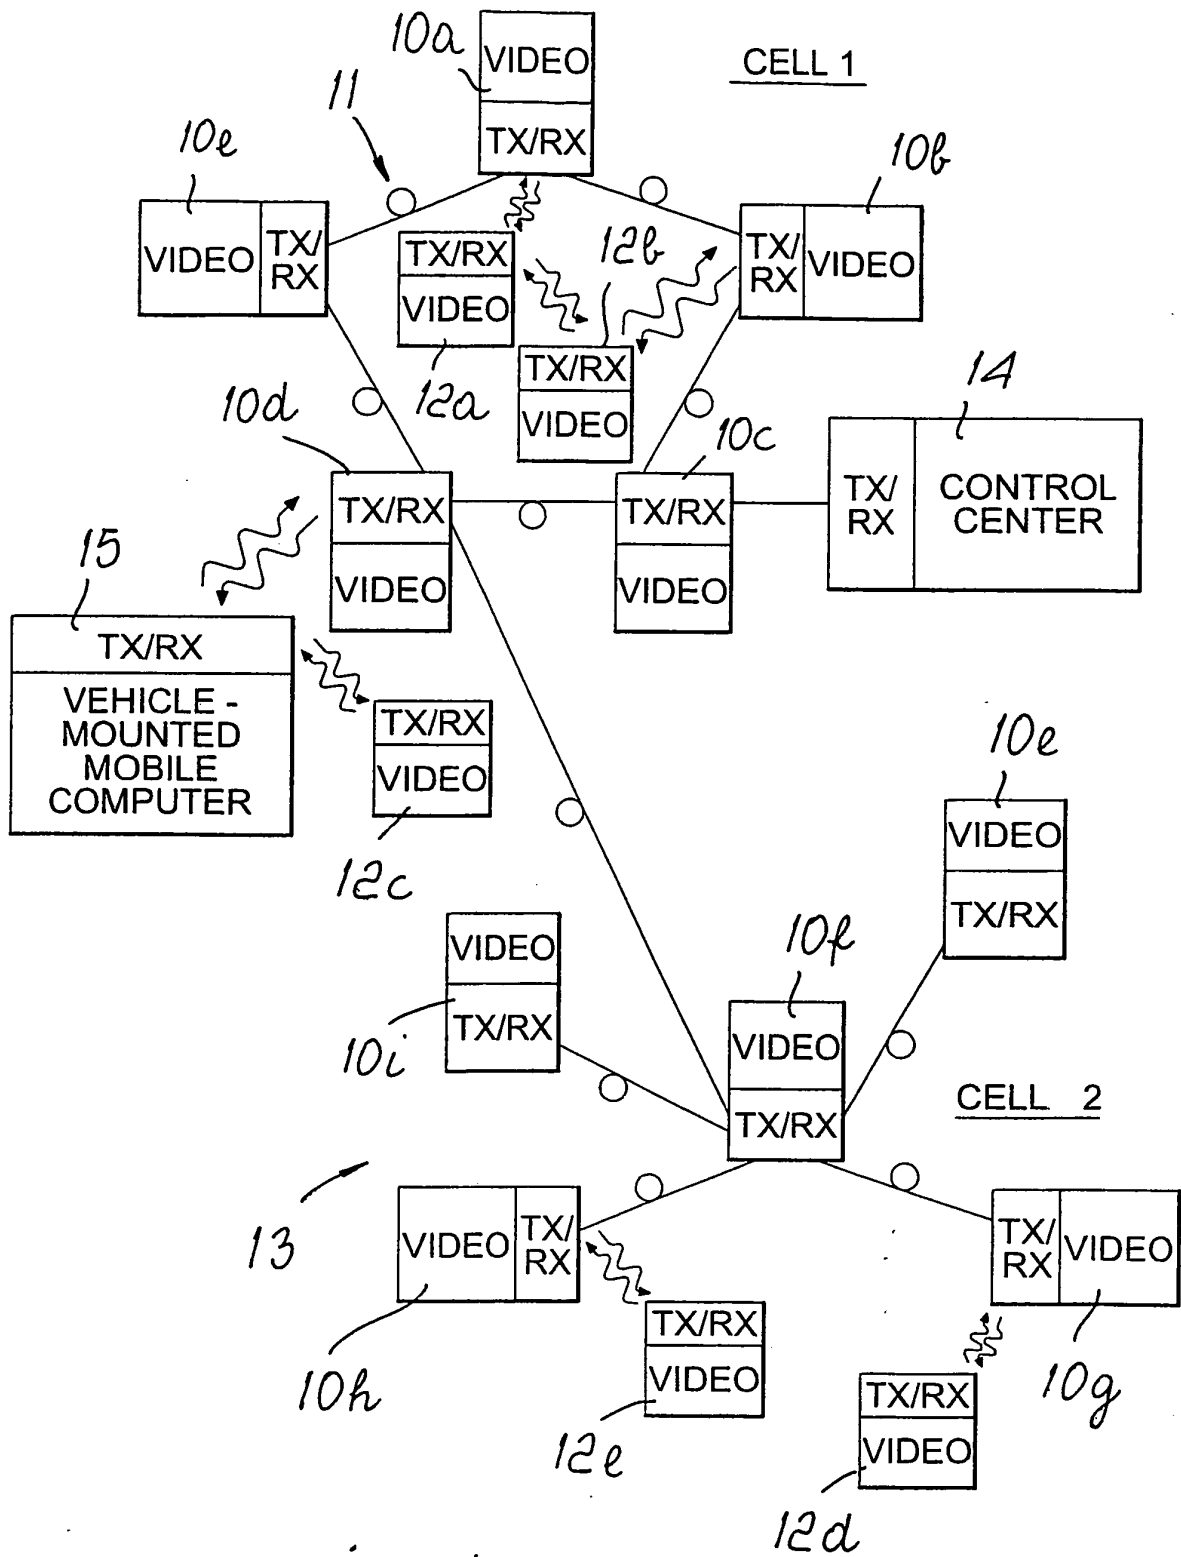 10a
VIDEO
TX/RX
CELL 1
11
10e
VIDEO
TX/
RX
10b
TX/
RX
VIDEO
TX/RX
VIDEO
12a
12b
TX/RX
VIDEO
10d
TX/RX
VIDEO
10c
TX/RX
VIDEO
14
TX/
RX
CONTROL
CENTER
15
TX/RX
VEHICLE -
MOUNTED
MOBILE
COMPUTER
TX/RX
VIDEO
12c
10e
VIDEO
TX/RX
VIDEO
TX/RX
10i
10f
VIDEO
TX/RX
CELL 2
13
VIDEO
TX/
RX
10h
TX/
RX
VIDEO
10g
TX/RX
VIDEO
12e
TX/RX
VIDEO
12d